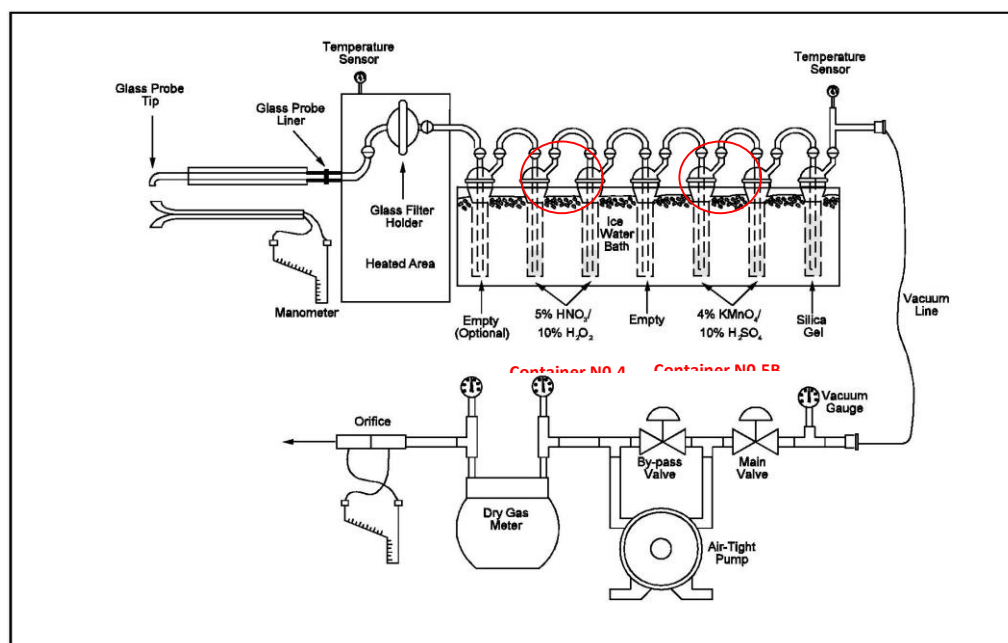 Temperature
Sensor
Temperature
Sensor
Glass Probe
Tip
Glass Probe
Liner
Glass Filter
Holder
Heated Area
Ice
Water
Bath
Manometer
Empty
(Optional)
5% HNO₃/
10% H₂O₂
Empty
4% KMnO₄/
10% H₂SO₄
Silica
Gel
Vacuum
Line
Container N0.4
Container N0.5B
Orifice
Dry Gas
Meter
By-pass
Valve
Main
Valve
Vacuum
Gauge
Air-Tight
Pump